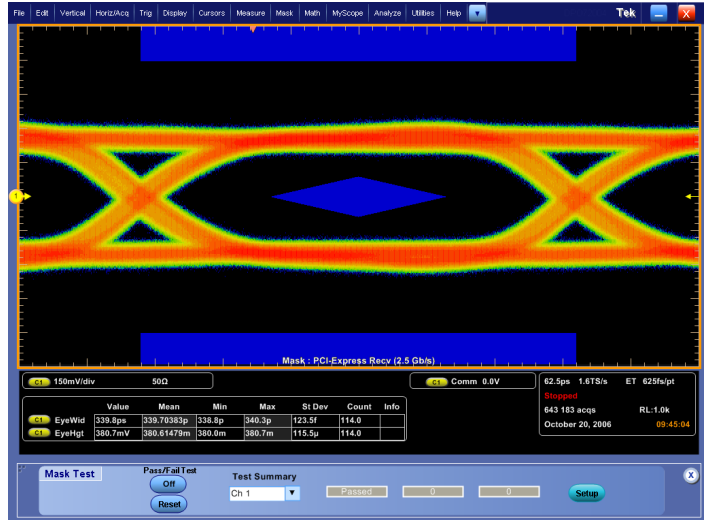 File Edit Vertical Horiz/Acq Trig Display Cursors Measure Mask Math MyScope Analyze Utilities Help Tek X
1
Mask : PCI-Express Recv (2.5 Gb/s)
C1 150mV/div 50Ω
C1 Comm 0.0V
62.5ps 1.6TS/s ET 625fs/pt
Stopped
643 183 acqs RL:1.0k
October 20, 2006 09:45:04
Value Mean Min Max St Dev Count Info
C1 EyeWid 339.8ps 339.70383p 338.8p 340.3p 123.5f 114.0
C1 EyeHgt 380.7mV 380.61479m 380.0m 380.7m 115.5µ 114.0
Mask Test
Pass/Fail Test
Off
Reset
Test Summary
Ch 1
Passed 0 0
Setup
X